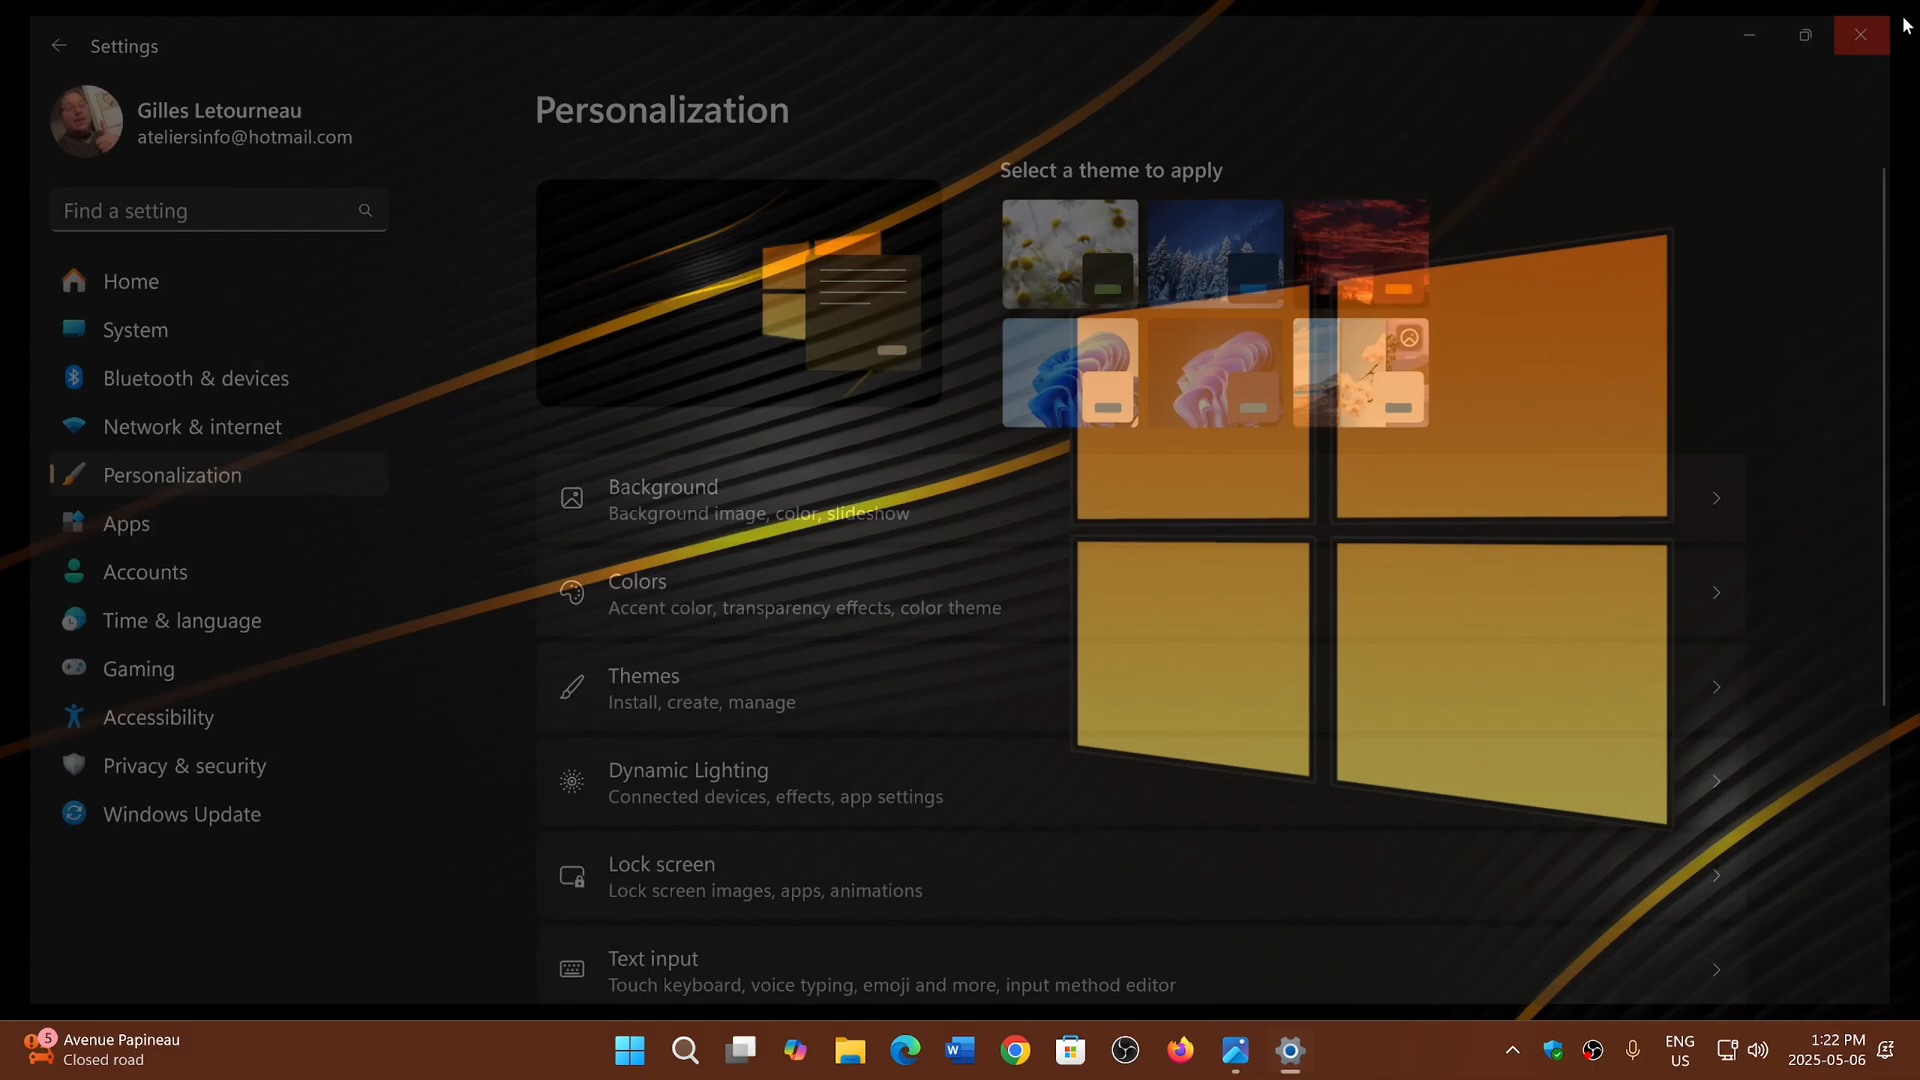 Settings
Gilles Letourneau
ateliersinfo@hotmail.com
Find a setting
Home
System
Bluetooth & devices
Network & internet
Personalization
Apps
Accounts
Time & language
Gaming
Accessibility
Privacy & security
Windows Update
Personalization
Select a theme to apply
Background
Background image, color, slideshow
Colors
Accent color, transparency effects, color theme
Themes
Install, create, manage
Dynamic Lighting
Connected devices, effects, app settings
Lock screen
Lock screen images, apps, animations
Text input
Touch keyboard, voice typing, emoji and more, input method editor
5
Avenue Papineau
Closed road
W
ENG
US
1:22 PM
2025-05-06